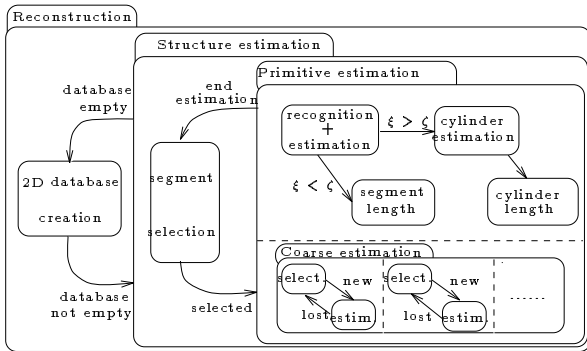 Reconstruction
Structure estimation
Primitive estimation
database
empty
end
estimation
recognition
+
estimation
ξ > ζ
cylinder
estimation
2D database
creation
segment
selection
ξ < ζ
segment
length
cylinder
length
Coarse estimation
select.
new
lost
estim.
select.
new
lost
estim.
......
database
not empty
selected